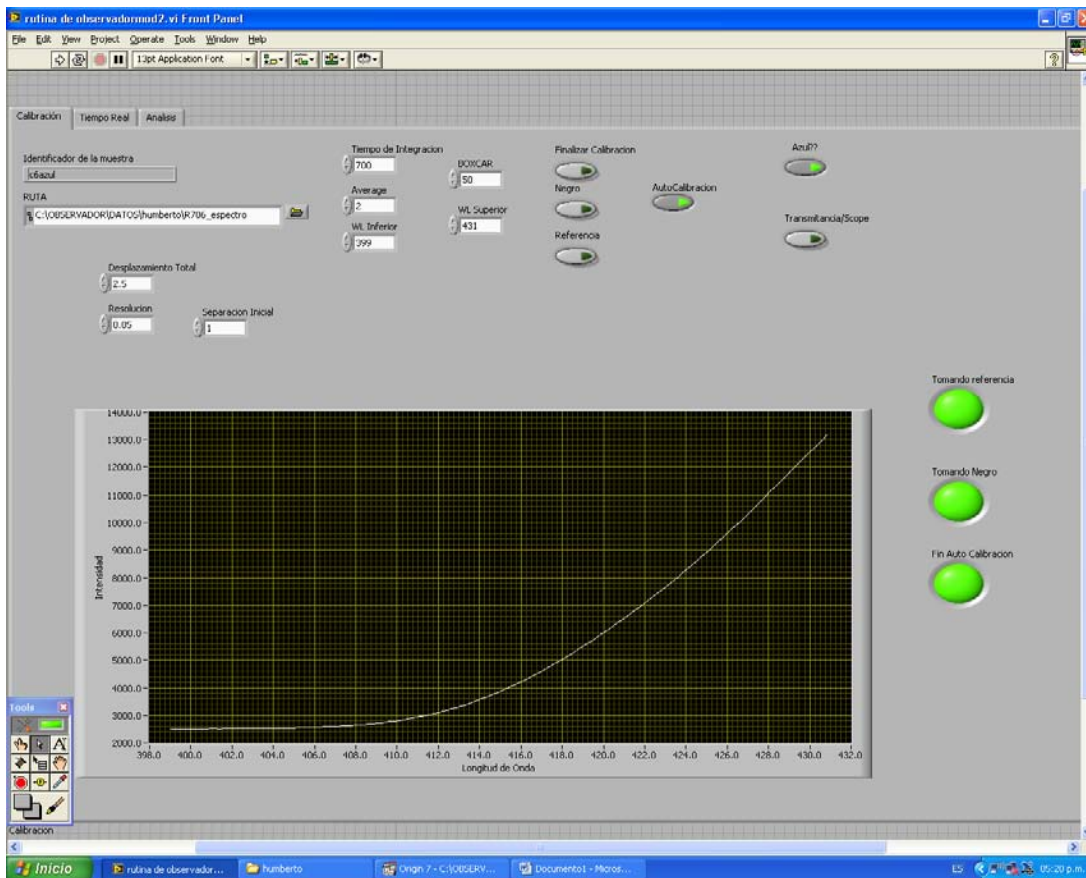 rutina de observadormod2.vi Front Panel
File Edit View Project Operate Tools Window Help
13pt Application Font
Calibración Tiempo Real Analisis
Identificador de la muestra
c6azul
RUTA
C:\OBSERVADOR\DATOS\humberto\R706_espectro
Desplazamiento Total
2.5
Resolucion
0.05
Separacion Inicial
1
Tiempo de Integracion
700
Average
2
WL Inferior
399
BOXCAR
50
WL Superior
431
Finalizar Calibracion
Negro
Referencia
AutoCalibracion
Azul??
Transmitancia/Scope
Tomando referencia
Tomando Negro
Fin Auto Calibracion
14000.0
13000.0
12000.0
11000.0
10000.0
9000.0
8000.0
7000.0
6000.0
5000.0
4000.0
3000.0
2000.0
Intensidad
398.0 400.0 402.0 404.0 406.0 408.0 410.0 412.0 414.0 416.0 418.0 420.0 422.0 424.0 426.0 428.0 430.0 432.0
Longitud de Onda
Tools
A
Calibracion
Inicio
rutina de observador...
humberto
Origin 7 - C:\OBSERV...
Documento1 - Micros...
ES
05:20 p.m.